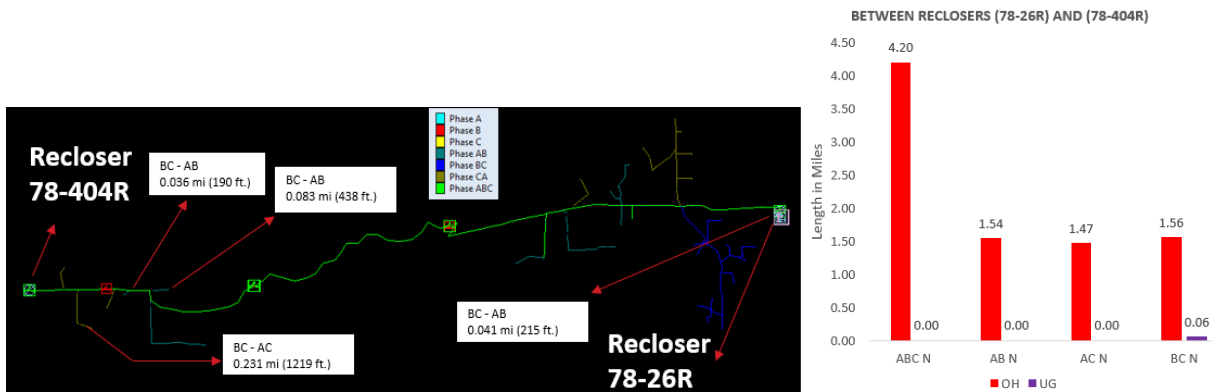 Recloser
78-404R
BC - AB
0.036 mi (190 ft.)
BC - AB
0.083 mi (438 ft.)
Phase A
Phase B
Phase C
Phase AB
Phase BC
Phase CA
Phase ABC
BC - AC
0.231 mi (1219 ft.)
BC - AB
0.041 mi (215 ft.)
Recloser
78-26R
BETWEEN RECLOSERS (78-26R) AND (78-404R)
Length in Miles
4.50
4.00
3.50
3.00
2.50
2.00
1.50
1.00
0.50
0.00
4.20
0.00
1.54
0.00
1.47
0.00
1.56
0.06
ABC N
AB N
AC N
BC N
OH
UG